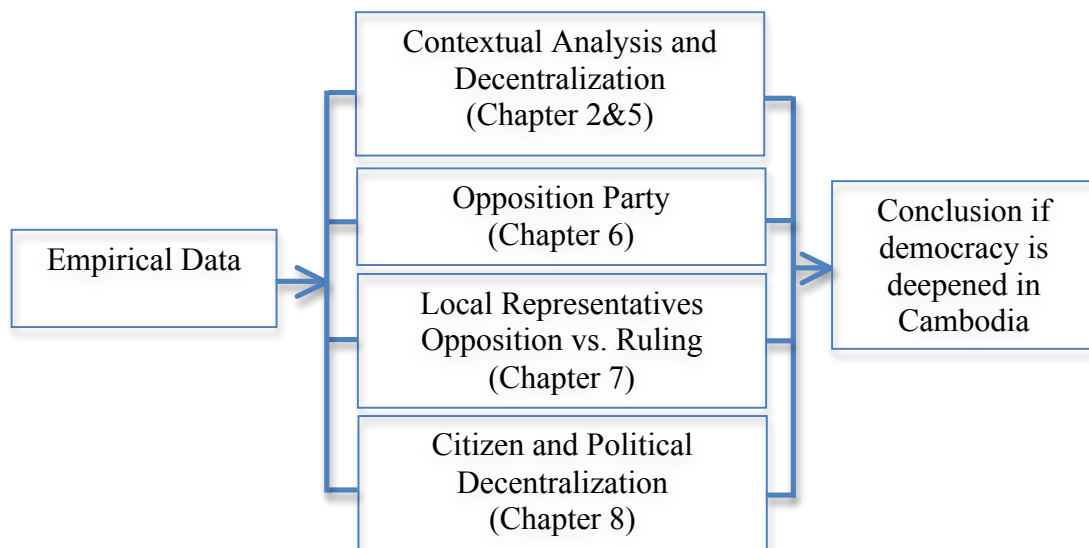 Empirical Data
Contextual Analysis and
Decentralization
(Chapter 2&5)
Opposition Party
(Chapter 6)
Local Representatives
Opposition vs. Ruling
(Chapter 7)
Citizen and Political
Decentralization
(Chapter 8)
Conclusion if
democracy is
deepened in
Cambodia